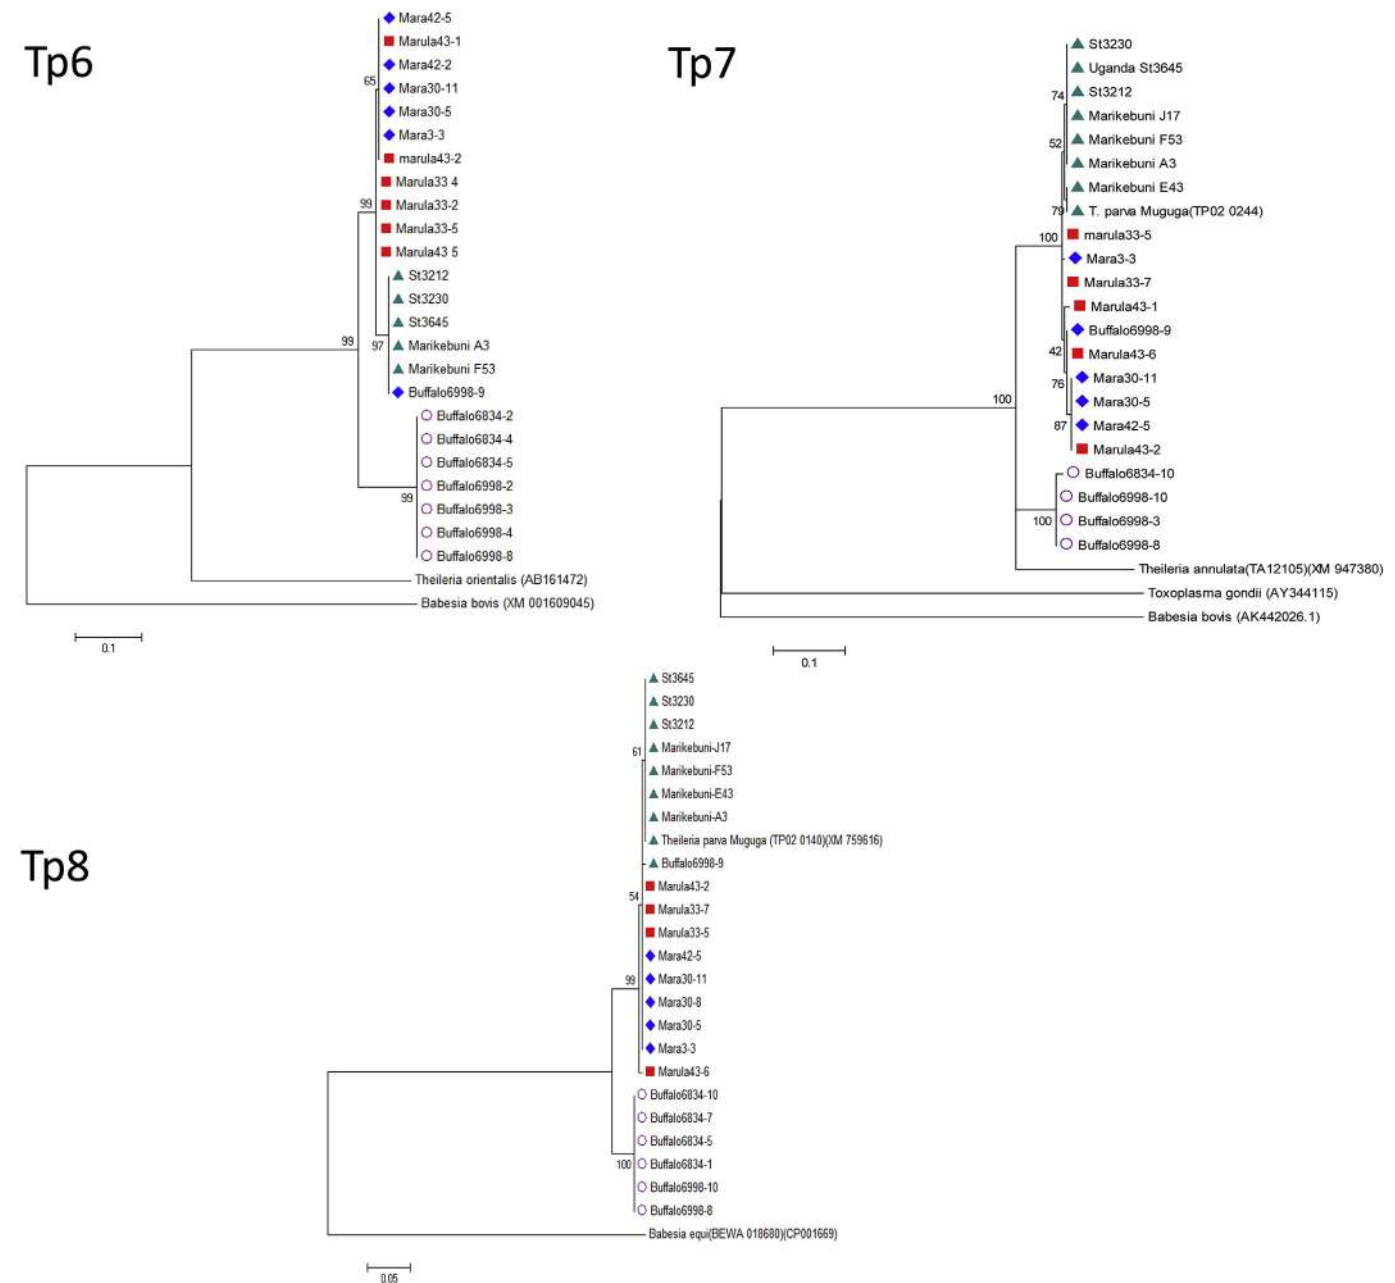 Tp6
Mara42-5
Marula43-1
Mara42-2
65
Mara30-11
Mara30-5
Mara3-3
marula43-2
Marula33 4
99
Marula33-2
Marula33-5
Marula43 5
St3212
St3230
St3645
99
97
Marikebuni A3
Marikebuni F53
Buffalo6998-9
Buffalo6834-2
Buffalo6834-4
Buffalo6834-5
Buffalo6998-2
99
Buffalo6998-3
Buffalo6998-4
Buffalo6998-8
Theileria orientalis (AB161472)
Babesia bovis (XM 001609045)
0.1
Tp7
St3230
Uganda St3645
74
St3212
Marikebuni J17
52
Marikebuni F53
Marikebuni A3
Marikebuni E43
79
T. parva Muguga(TP02 0244)
100
marula33-5
Mara3-3
Marula33-7
Marula43-1
Buffalo6998-9
42
Marula43-6
76
Mara30-11
100
Mara30-5
87
Mara42-5
Marula43-2
Buffalo6834-10
Buffalo6998-10
100
Buffalo6998-3
Buffalo6998-8
Theileria annulata(TA12105)(XM 947380)
Toxoplasma gondii (AY344115)
Babesia bovis (AK442026.1)
0.1
Tp8
St3645
St3230
St3212
61
Marikebuni-J17
Marikebuni-F53
Marikebuni-E43
Marikebuni-A3
Theileria parva Muguga (TP02 0140)(XM 759616)
Buffalo6998-9
54
Marula43-2
Marula33-7
Marula33-5
Mara42-5
99
Mara30-11
Mara30-8
Mara30-5
Mara3-3
Marula43-6
Buffalo6834-10
Buffalo6834-7
Buffalo6834-5
100
Buffalo6834-1
Buffalo6998-10
Buffalo6998-8
Babesia equi(BEWA 018680)(CP001669)
0.05